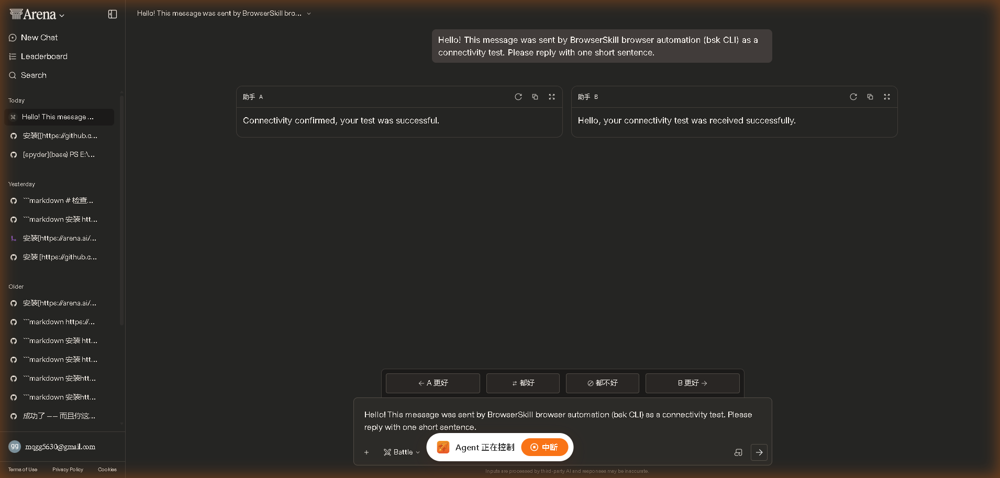 Arena
New Chat
Leaderboard
Search
Today
Hello! This message ...
安装[[https://github.c...
[spyder](base) PS E:\...
Yesterday
```markdown # 检查...
```markdown 安装 htt...
安装[https://arena.ai/...
安装 [https://github.c...
Older
安装[https://arena.ai/...
```markdown https://...
```markdown 安装 htt...
```markdown 安装 htt...
```markdown 安装htt...
```markdown 安装htt...
成功了 —— 而且你这...
gg mqgg5630@gmail.com
Terms of Use Privacy Policy Cookies
Hello! This message was sent by BrowserSkill bro...
Hello! This message was sent by BrowserSkill browser automation (bsk CLI) as a
connectivity test. Please reply with one short sentence.
助手 A
Connectivity confirmed, your test was successful.
助手 B
Hello, your connectivity test was received successfully.
← A 更好 ⇄ 都好 都不好 B 更好 →
Hello! This message was sent by BrowserSkill browser automation (bsk CLI) as a connectivity test. Please
reply with one short sentence.
+ Battle
Agent 正在控制 中断
Inputs are processed by third-party AI and responses may be inaccurate.